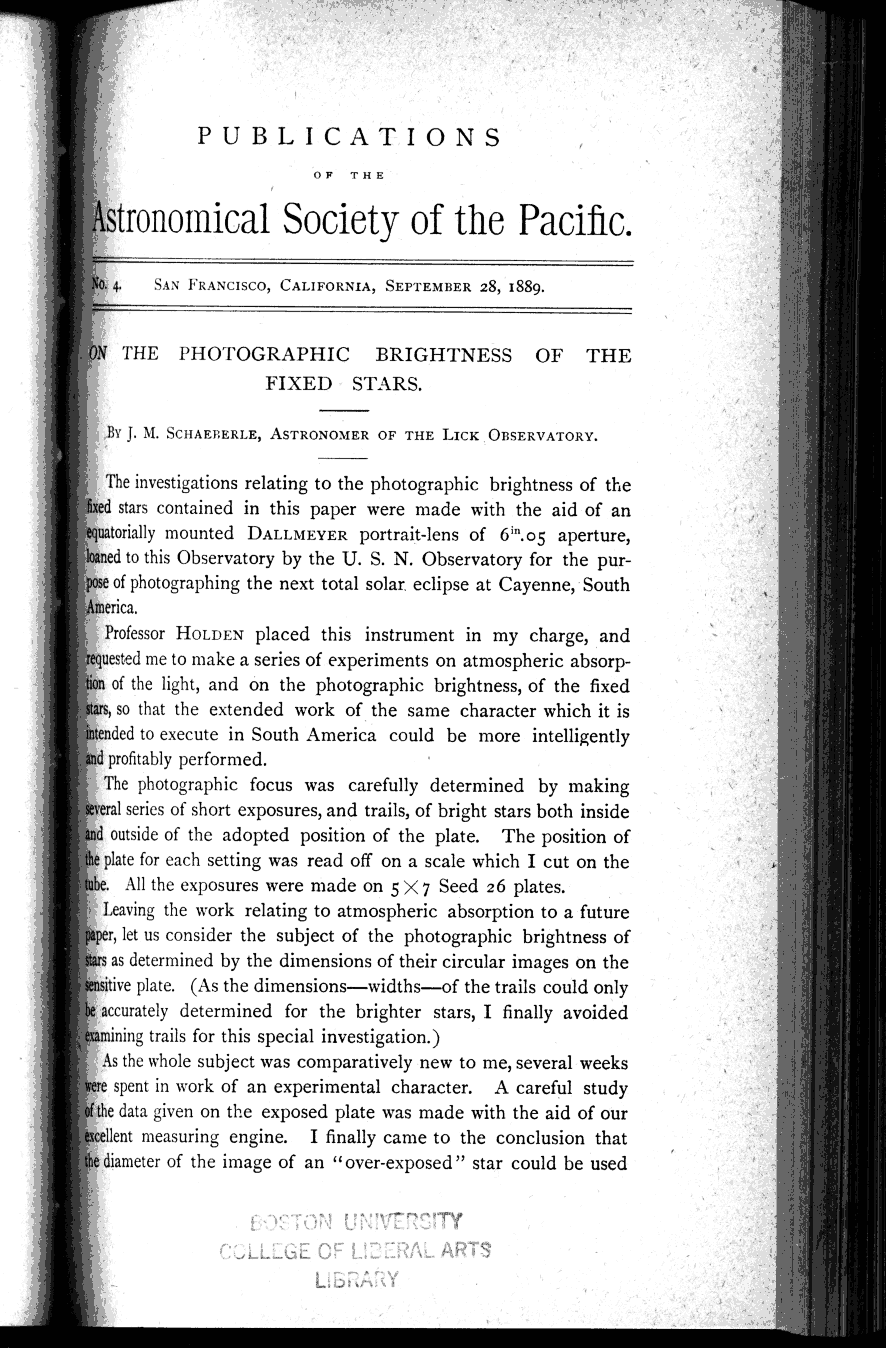 PUBLICATIONS
OF THE
Astronomical Society of the Pacific.
No. 4. SAN FRANCISCO, CALIFORNIA, SEPTEMBER 28, 1889.
ON THE PHOTOGRAPHIC BRIGHTNESS OF THE
FIXED STARS.
By J. M. SCHAEBERLE, ASTRONOMER OF THE LICK OBSERVATORY.
The investigations relating to the photographic brightness of the
fixed stars contained in this paper were made with the aid of an
equatorially mounted DALLMEYER portrait-lens of 6in.05 aperture,
loaned to this Observatory by the U. S. N. Observatory for the pur-
pose of photographing the next total solar eclipse at Cayenne, South
America.
Professor HOLDEN placed this instrument in my charge, and
requested me to make a series of experiments on atmospheric absorp-
tion of the light, and on the photographic brightness, of the fixed
stars, so that the extended work of the same character which it is
intended to execute in South America could be more intelligently
and profitably performed.
The photographic focus was carefully determined by making
several series of short exposures, and trails, of bright stars both inside
and outside of the adopted position of the plate. The position of
the plate for each setting was read off on a scale which I cut on the
tube. All the exposures were made on 5×7 Seed 26 plates.
Leaving the work relating to atmospheric absorption to a future
paper, let us consider the subject of the photographic brightness of
stars as determined by the dimensions of their circular images on the
sensitive plate. (As the dimensions—widths—of the trails could only
be accurately determined for the brighter stars, I finally avoided
examining trails for this special investigation.)
As the whole subject was comparatively new to me, several weeks
were spent in work of an experimental character. A careful study
of the data given on the exposed plate was made with the aid of our
excellent measuring engine. I finally came to the conclusion that
the diameter of the image of an "over-exposed" star could be used
BOSTON UNIVERSITY
COLLEGE OF LIBERAL ARTS
LIBRARY